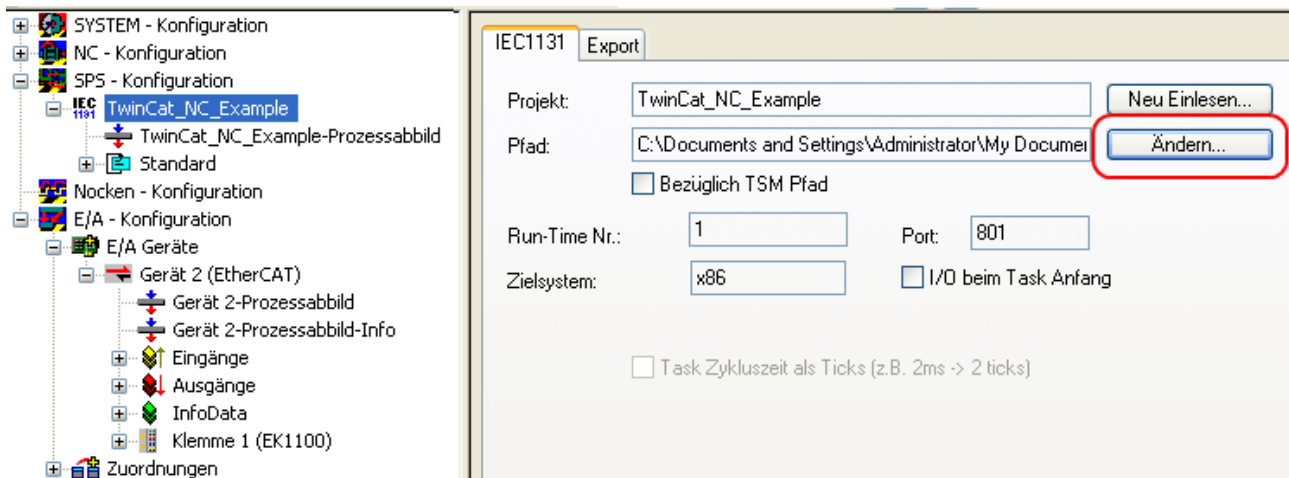 SYSTEM - Konfiguration
NC - Konfiguration
SPS - Konfiguration
IEC 1131 TwinCat_NC_Example
TwinCat_NC_Example-Prozessabbild
Standard
Nocken - Konfiguration
E/A - Konfiguration
E/A Geräte
Gerät 2 (EtherCAT)
Gerät 2-Prozessabbild
Gerät 2-Prozessabbild-Info
Eingänge
Ausgänge
InfoData
Klemme 1 (EK1100)
Zuordnungen
IEC1131 Export
Projekt: TwinCat_NC_Example Neu Einlesen...
Pfad: C:\Documents and Settings\Administrator\My Documer Ändern...
Bezüglich TSM Pfad
Run-Time Nr.: 1 Port: 801
Zielsystem: x86 I/O beim Task Anfang
Task Zykluszeit als Ticks (z.B. 2ms -> 2 ticks)